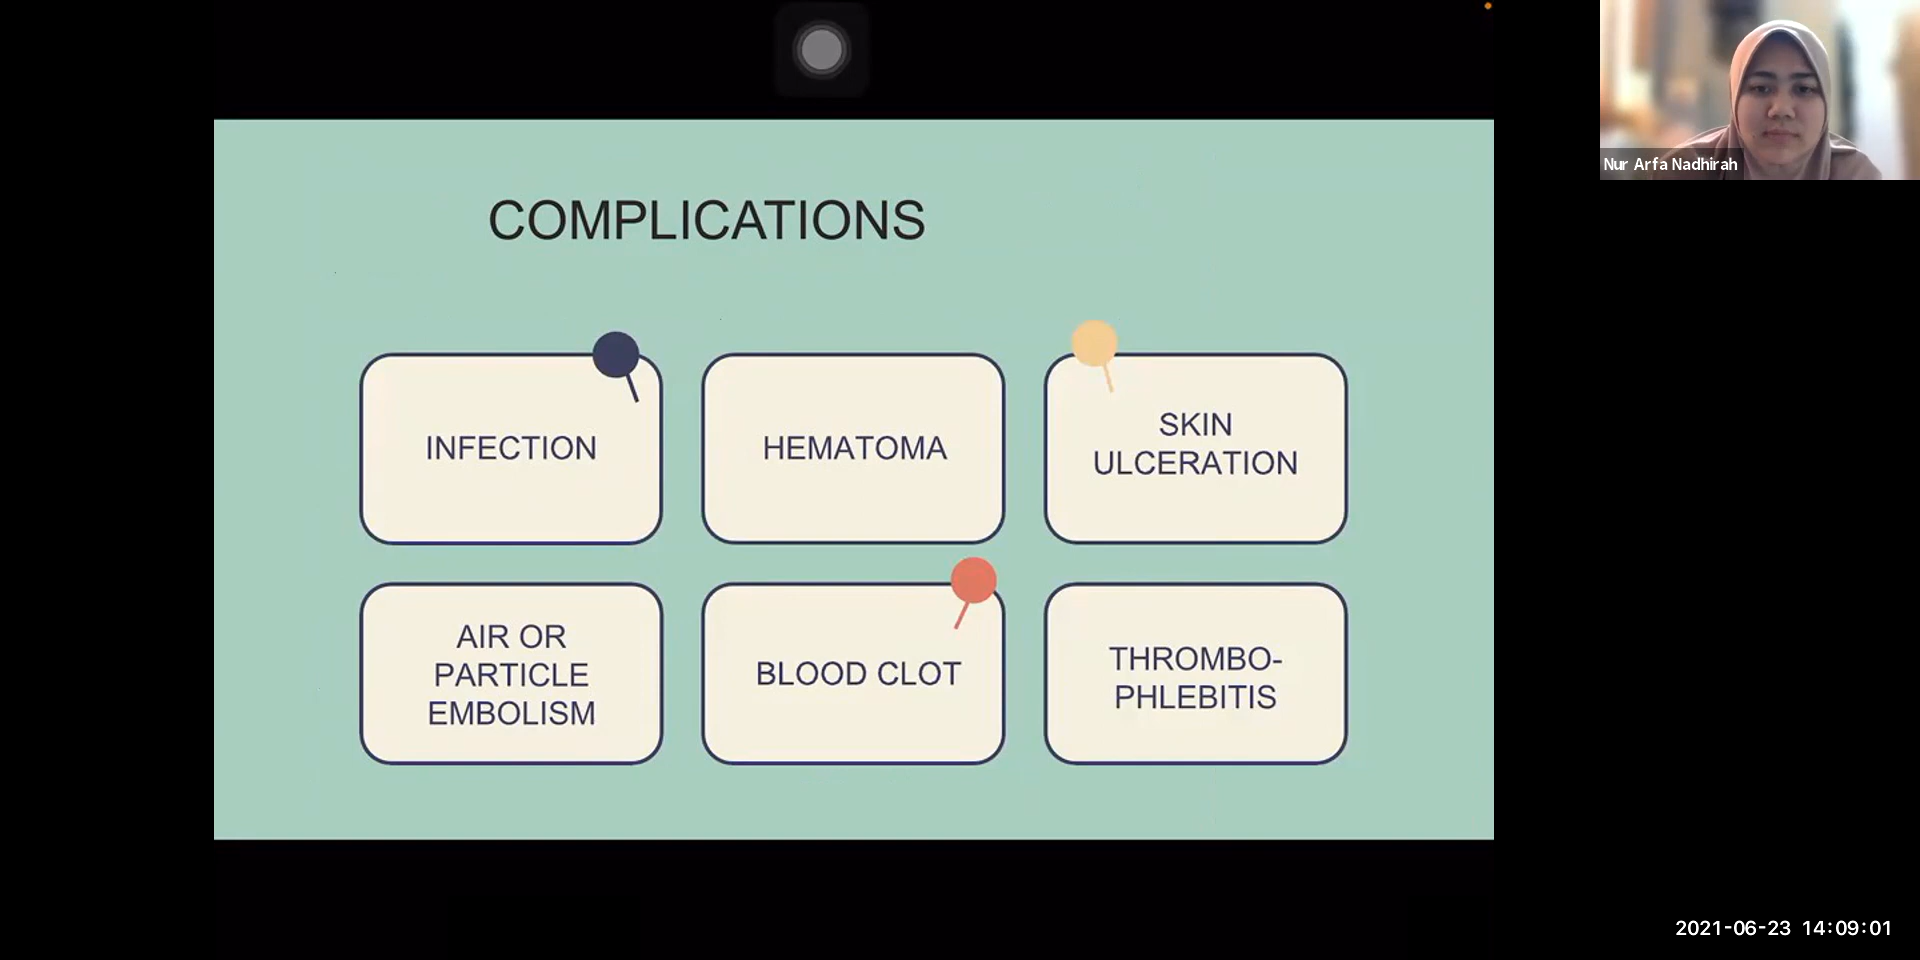 Nur Arfa Nadhirah
COMPLICATIONS
INFECTION
HEMATOMA
SKIN
ULCERATION
AIR OR
PARTICLE
EMBOLISM
BLOOD CLOT
THROMBO-
PHLEBITIS
2021-06-23 14:09:01